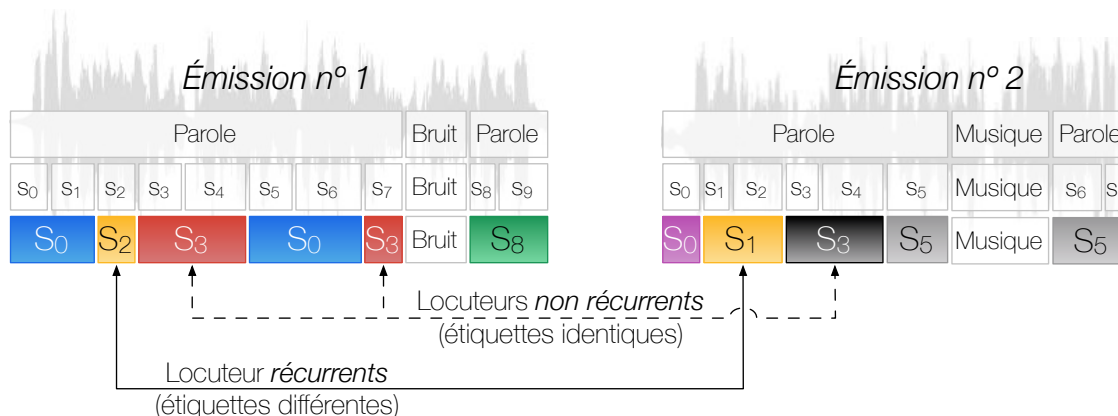 Émission nº 1 Émission nº 2
Parole Bruit Parole Parole Musique Parole
S0 S1 S2 S3 S4 S5 S6 S7 Bruit S8 S9 S0 S1 S2 S3 S4 S5 Musique S6
S0 S2 S3 S0 S3 Bruit S8 S0 S1 S3 S5 Musique S5
Locuteurs non récurrents
(étiquettes identiques)
Locuteur récurrents
(étiquettes différentes)